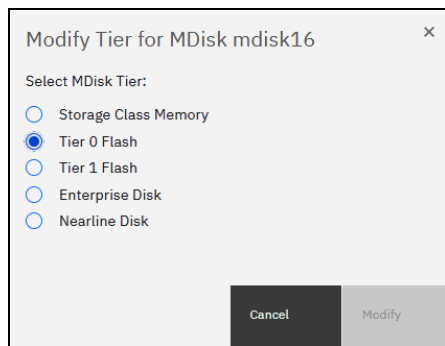 Modify Tier for MDisk mdisk16
Select MDisk Tier:
Storage Class Memory
Tier 0 Flash
Tier 1 Flash
Enterprise Disk
Nearline Disk
Cancel Modify